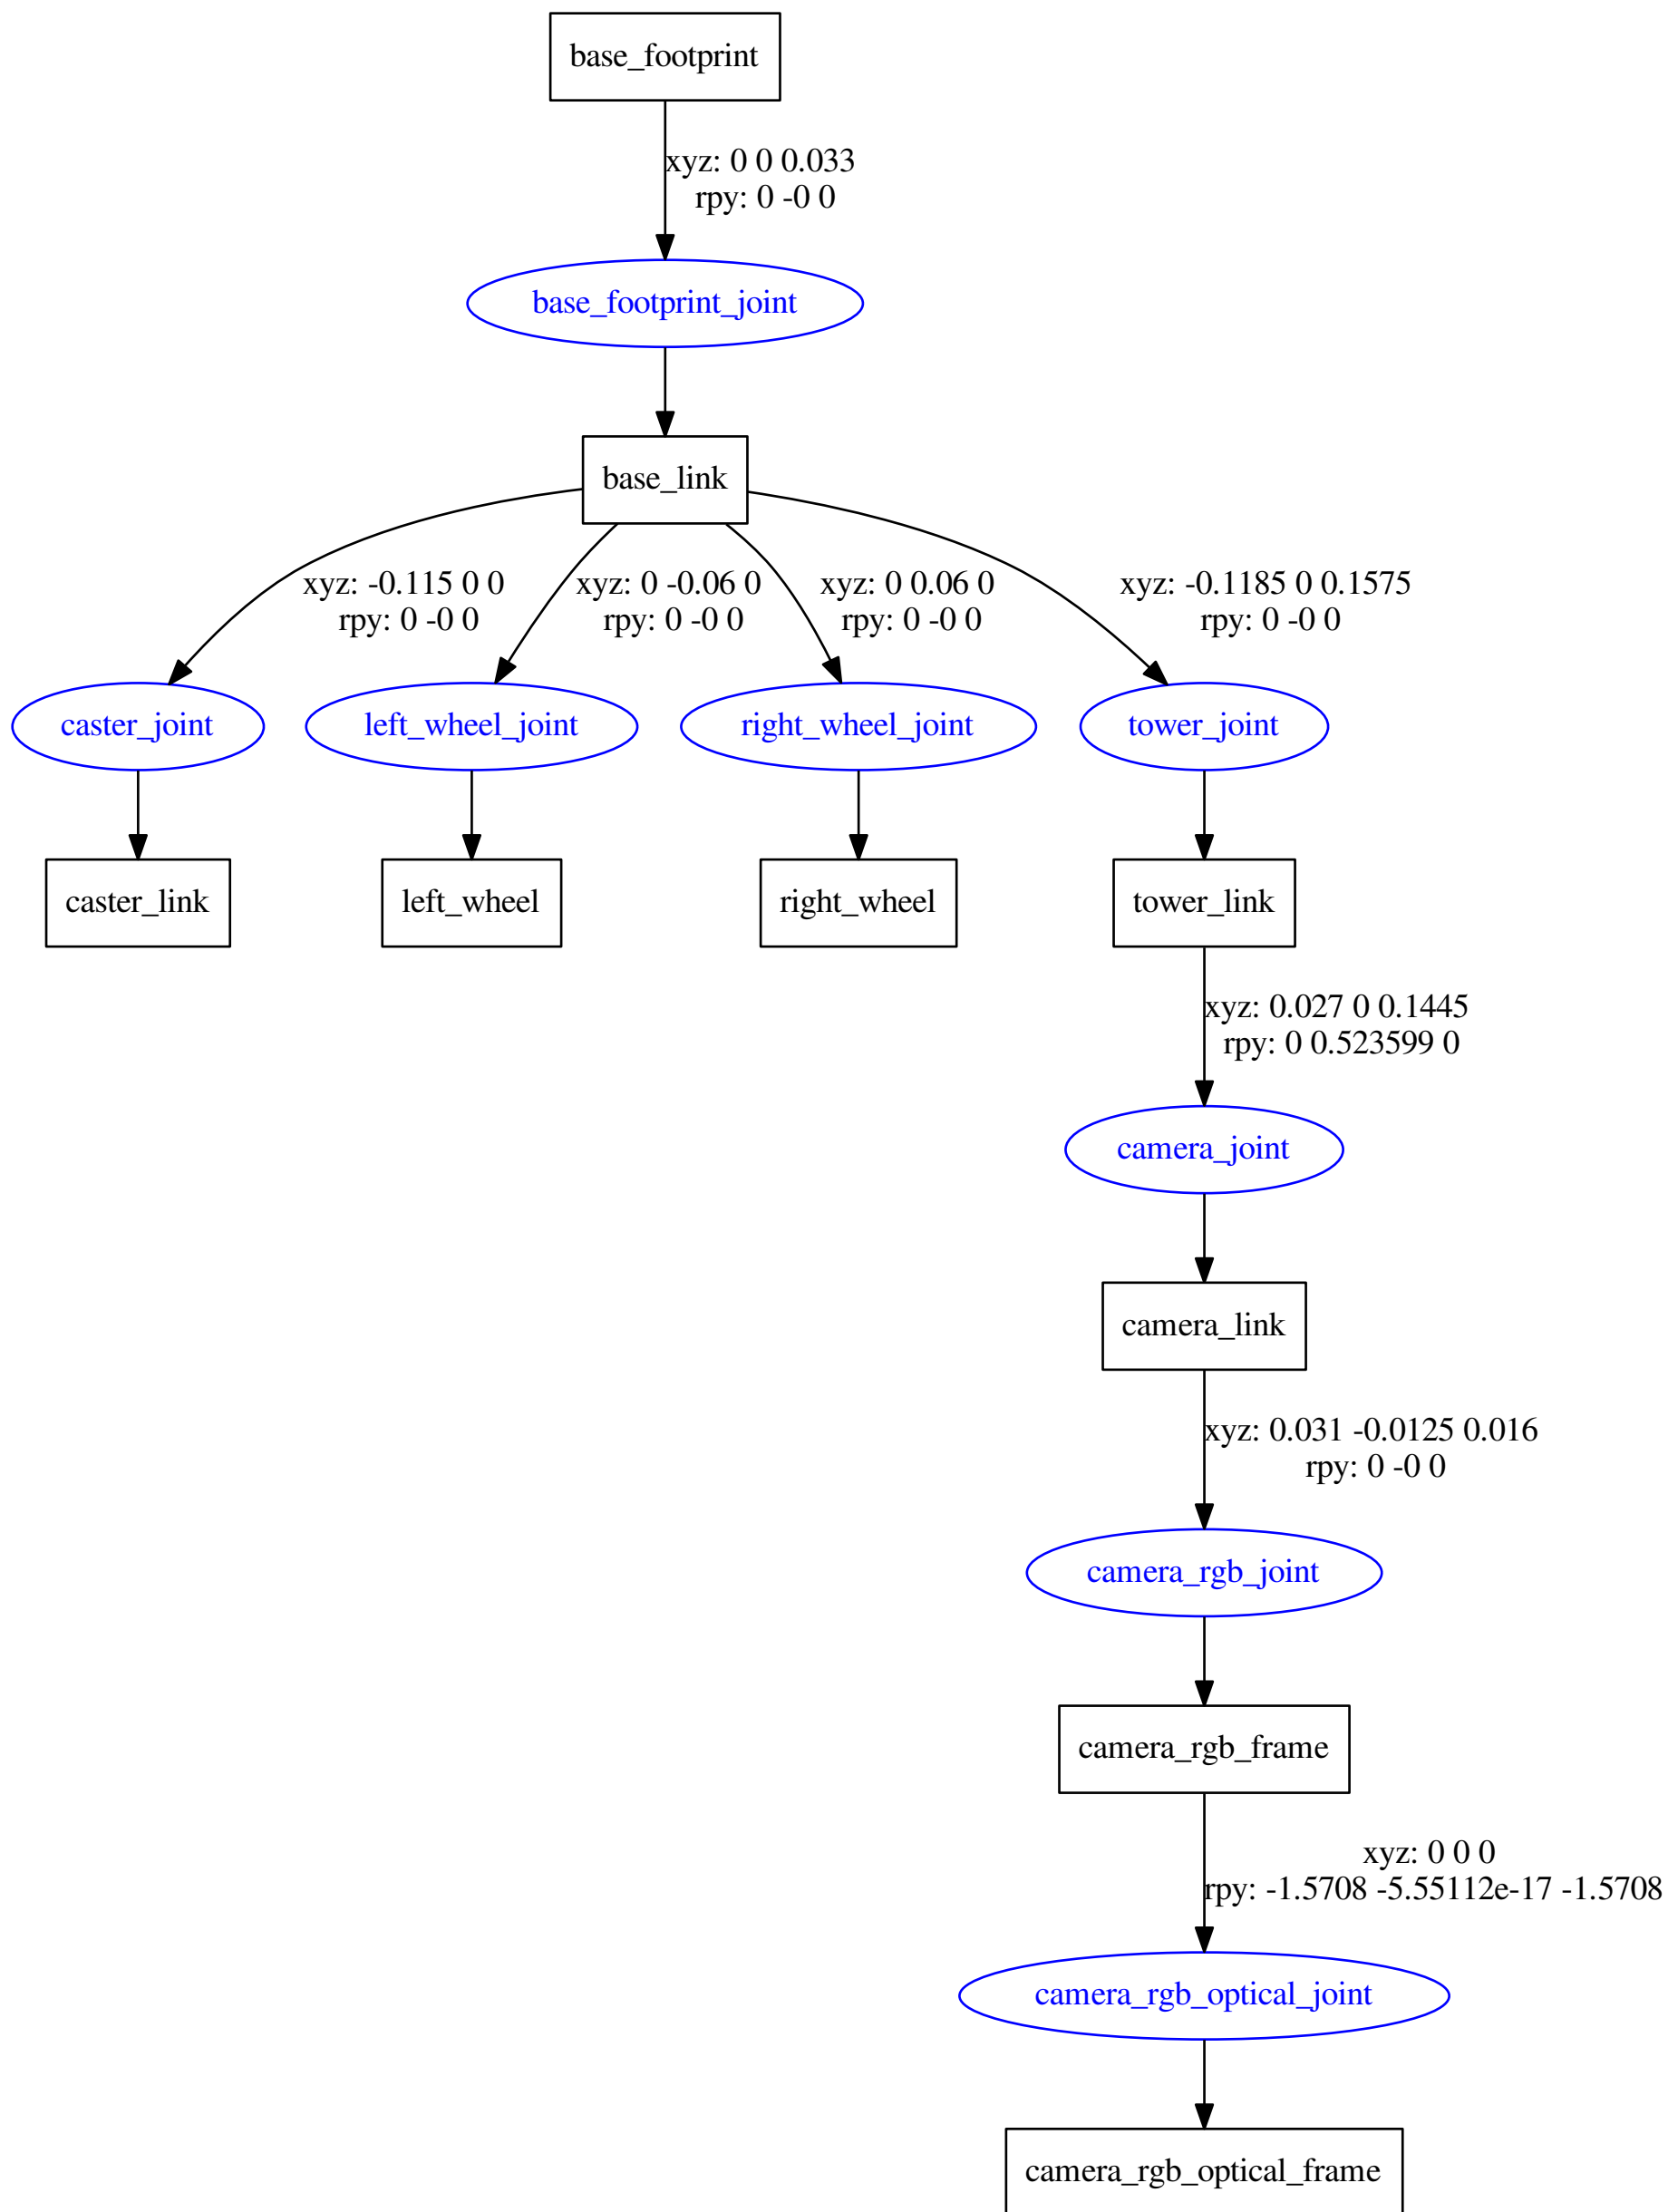 base_footprint
xyz: 0 0 0.033
rpy: 0 -0 0
base_footprint_joint
base_link
xyz: -0.115 0 0
rpy: 0 -0 0
xyz: 0 -0.06 0
rpy: 0 -0 0
xyz: 0 0.06 0
rpy: 0 -0 0
xyz: -0.1185 0 0.1575
rpy: 0 -0 0
caster_joint
left_wheel_joint
right_wheel_joint
tower_joint
caster_link
left_wheel
right_wheel
tower_link
xyz: 0.027 0 0.1445
rpy: 0 0.523599 0
camera_joint
camera_link
xyz: 0.031 -0.0125 0.016
rpy: 0 -0 0
camera_rgb_joint
camera_rgb_frame
xyz: 0 0 0
rpy: -1.5708 -5.55112e-17 -1.5708
camera_rgb_optical_joint
camera_rgb_optical_frame